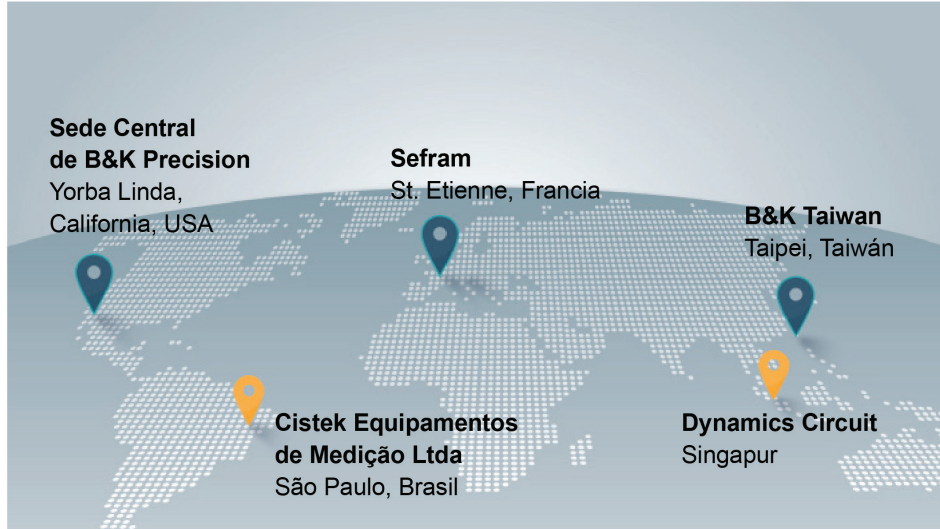 Sede Central
de B&K Precision
Yorba Linda,
California, USA
Sefram
St. Etienne, Francia
B&K Taiwan
Taipei, Taiwán
Cistek Equipamentos
de Medição Ltda
São Paulo, Brasil
Dynamics Circuit
Singapur